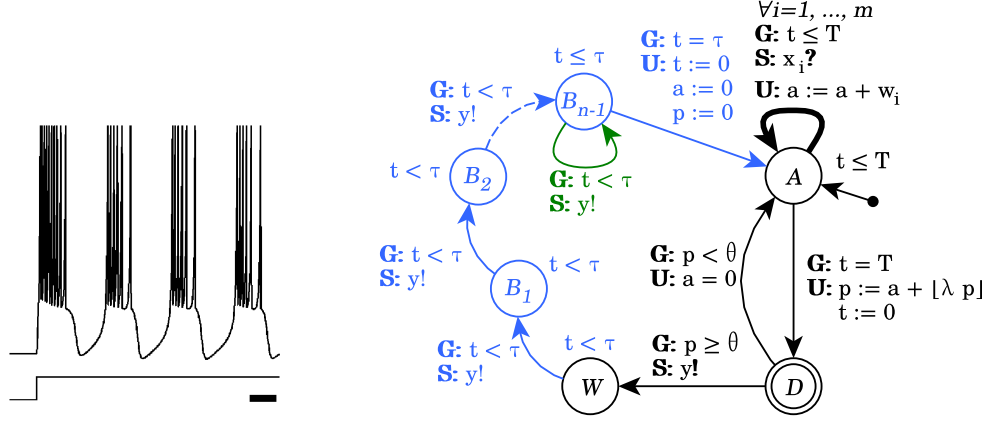 ∀i=1, ..., m
G: t ≤ T
S: xᵢ?
U: a := a + wᵢ
G: t = τ
U: t := 0
a := 0
p := 0
t ≤ τ
Bₙ₋₁
G: t < τ
S: y!
G: t < τ
S: y!
t < τ
B₂
A
t ≤ T
G: t < τ
S: y!
t < τ
B₁
G: p < θ
U: a = 0
G: t = T
U: p := a + ⌊λ p⌋
t := 0
G: t < τ
S: y!
t < τ
W
G: p ≥ θ
S: y!
D